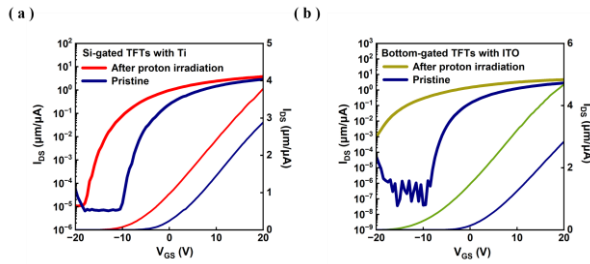 ( a )
Si-gated TFTs with Ti
After proton irradiation
Pristine
10² 10¹ 10⁰ 10⁻¹ 10⁻² 10⁻³ 10⁻⁴ 10⁻⁵ 10⁻⁶
I_DS (μm/μA)
5 4 3 2 1 0
I_DS (μm/μA)
−20 −10 0 10 20
V_GS (V)
( b )
Bottom-gated TFTs with ITO
After proton irradiation
Pristine
10³ 10² 10¹ 10⁰ 10⁻¹ 10⁻² 10⁻³ 10⁻⁴ 10⁻⁵ 10⁻⁶ 10⁻⁷ 10⁻⁸ 10⁻⁹
I_DS (μm/μA)
6 4 2 0
I_DS (μm/μA)
−20 −10 0 10 20
V_GS (V)